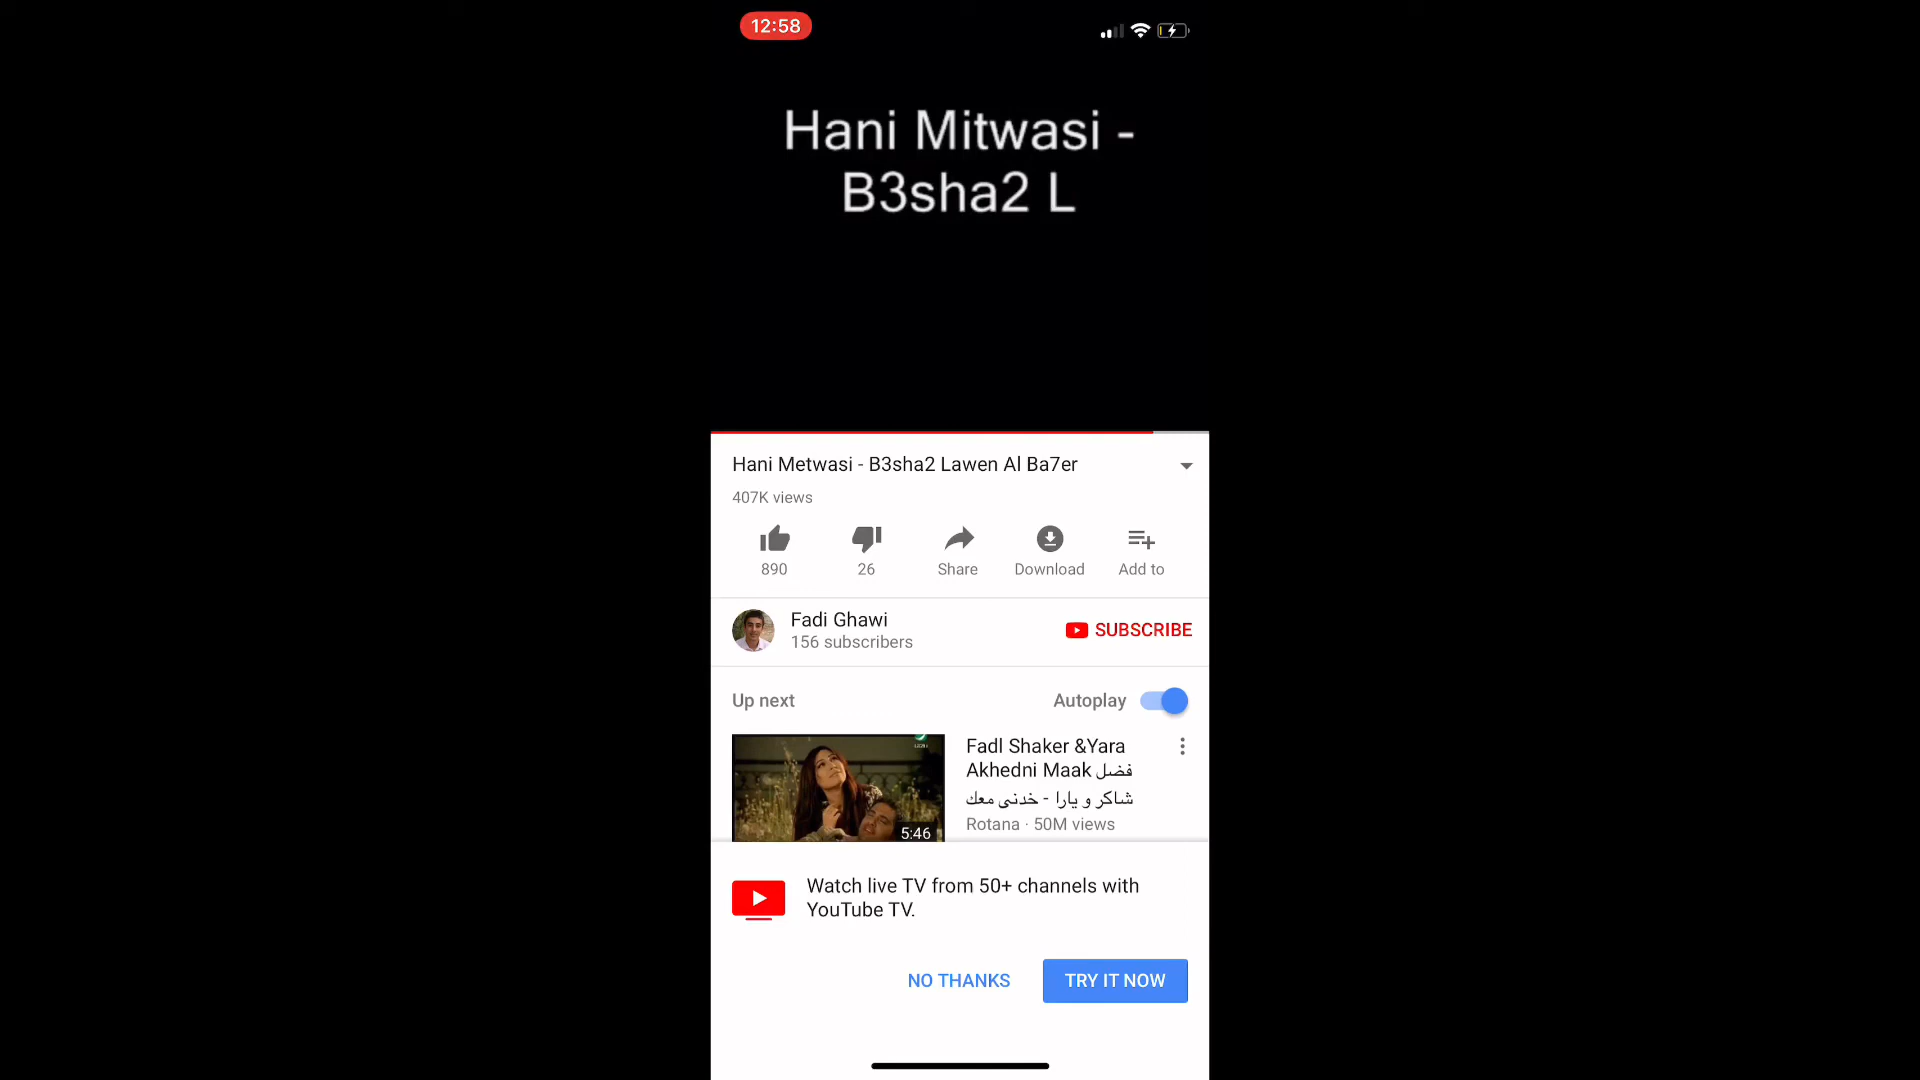 12:58
Hani Mitwasi -
B3sha2 L
Hani Metwasi - B3sha2 Lawen Al Ba7er
407K views
890
26
Share
Download
Add to
Fadi Ghawi
156 subscribers
SUBSCRIBE
Up next
Autoplay
Fadl Shaker &Yara
Akhedni Maak فضل
شاكر و يارا - خدنى معك
Rotana · 50M views
5:46
Watch live TV from 50+ channels with
YouTube TV.
NO THANKS
TRY IT NOW